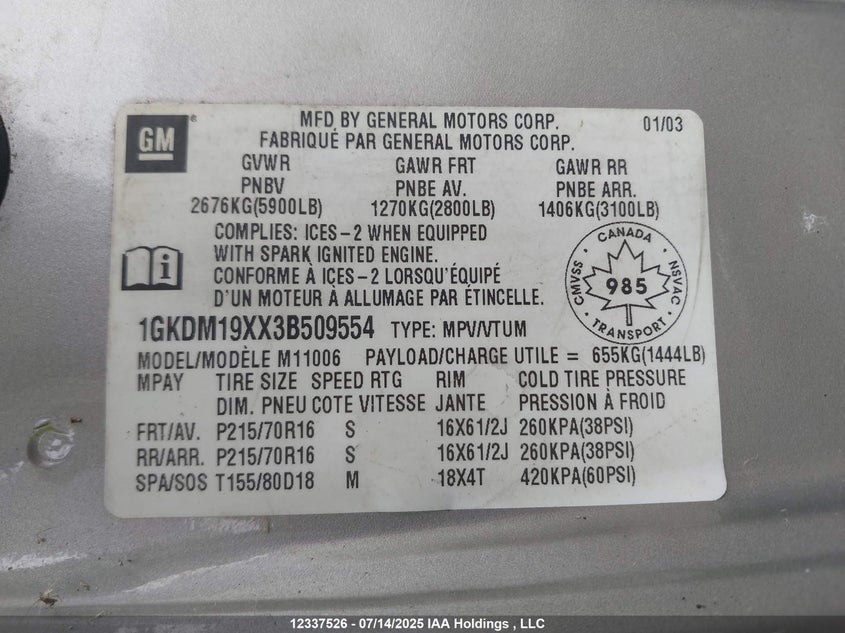 GM
MFD BY GENERAL MOTORS CORP. 01/03
FABRIQUÉ PAR GENERAL MOTORS CORP.
GVWR GAWR FRT GAWR RR
PNBV PNBE AV. PNBE ARR.
2676KG(5900LB) 1270KG(2800LB) 1406KG(3100LB)
COMPLIES: ICES-2 WHEN EQUIPPED
WITH SPARK IGNITED ENGINE.
CONFORME À ICES-2 LORSQU'ÉQUIPÉ
D'UN MOTEUR À ALLUMAGE PAR ÉTINCELLE.
CANADA
CMVSS 985 NSVAC
TRANSPORT
1GKDM19XX3B509554 TYPE: MPV/VTUM
MODEL/MODÈLE M11006 PAYLOAD/CHARGE UTILE = 655KG(1444LB)
MPAY TIRE SIZE SPEED RTG RIM COLD TIRE PRESSURE
DIM. PNEU COTE VITESSE JANTE PRESSION À FROID
FRT/AV. P215/70R16 S 16X61/2J 260KPA(38PSI)
RR/ARR. P215/70R16 S 16X61/2J 260KPA(38PSI)
SPA/SOS T155/80D18 M 18X4T 420KPA(60PSI)
12337526 - 07/14/2025 IAA Holdings , LLC